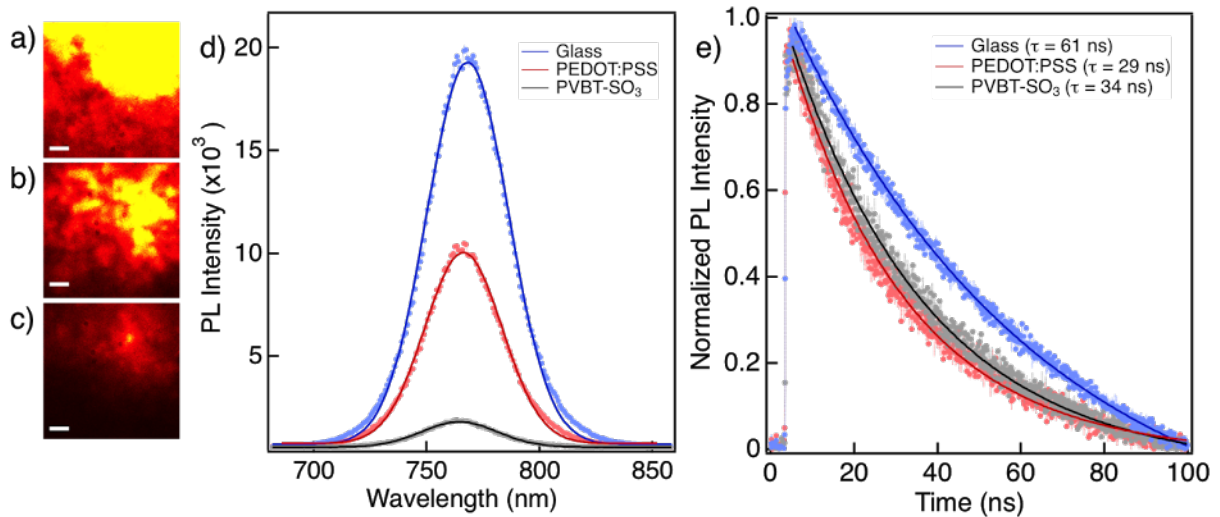 a)
b)
c)
d)
20
15
10
5
PL Intensity (x10³)
Glass
PEDOT:PSS
PVBT-SO₃
700
750
800
850
Wavelength (nm)
e)
1.0
0.8
0.6
0.4
0.2
0
Normalized PL Intensity
Glass (τ = 61 ns)
PEDOT:PSS (τ = 29 ns)
PVBT-SO₃ (τ = 34 ns)
0
20
40
60
80
100
Time (ns)